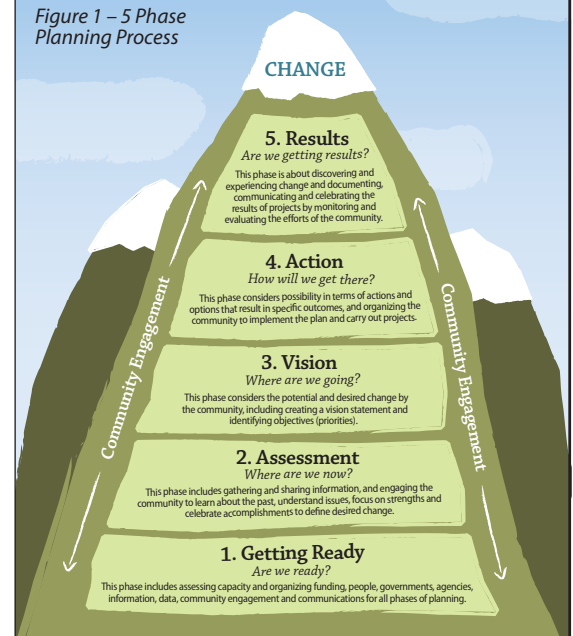 Figure 1 – 5 Phase
Planning Process
CHANGE
5. Results
Are we getting results?
This phase is about discovering and
experiencing change and documenting,
communicating and celebrating the
results of projects by monitoring and
evaluating the efforts of the community.
4. Action
How will we get there?
This phase considers possibility in terms of actions and
options that result in specific outcomes, and organizing the
community to implement the plan and carry out projects.
Community Engagement
Community Engagement
3. Vision
Where are we going?
This phase considers the potential and desired change by
the community, including creating a vision statement and
identifying objectives (priorities).
2. Assessment
Where are we now?
This phase includes gathering and sharing information, and engaging the
community to learn about the past, understand issues, focus on strengths and
celebrate accomplishments to define desired change.
1. Getting Ready
Are we ready?
This phase includes assessing capacity and organizing funding, people, governments, agencies,
information, data, community engagement and communications for all phases of planning.